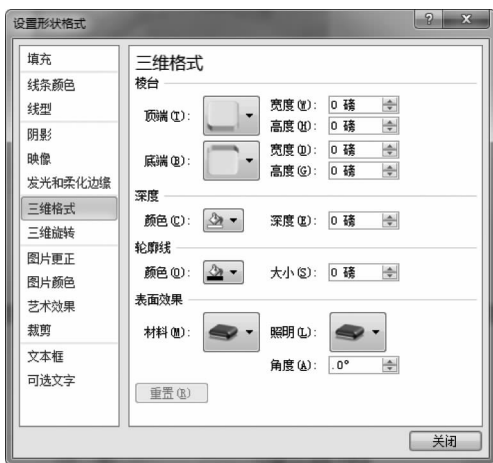 设置形状格式
填充
线条颜色
线型
阴影
映像
发光和柔化边缘
三维格式
三维旋转
图片更正
图片颜色
艺术效果
裁剪
文本框
可选文字
三维格式
棱台
顶端(T):
宽度(W): 0 磅
高度(H): 0 磅
底端(B):
宽度(D): 0 磅
高度(G): 0 磅
深度
颜色(C): 深度(E): 0 磅
轮廓线
颜色(O): 大小(S): 0 磅
表面效果
材料(M): 照明(L):
角度(A): .0°
重置(R)
关闭